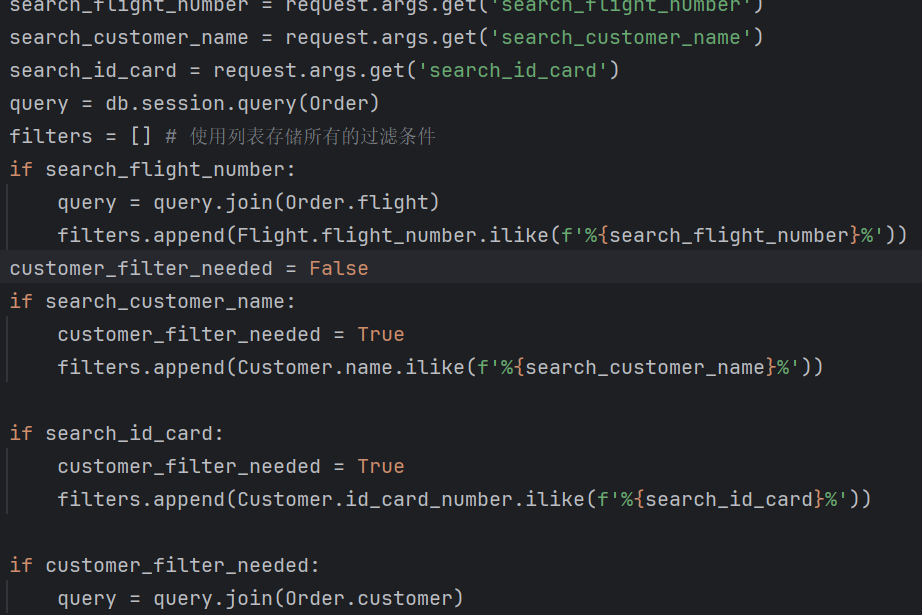 search_flight_number = request.args.get('search_flight_number')
search_customer_name = request.args.get('search_customer_name')
search_id_card = request.args.get('search_id_card')
query = db.session.query(Order)
filters = [] # 使用列表存储所有的过滤条件
if search_flight_number:
    query = query.join(Order.flight)
    filters.append(Flight.flight_number.ilike(f'%{search_flight_number}%'))
customer_filter_needed = False
if search_customer_name:
    customer_filter_needed = True
    filters.append(Customer.name.ilike(f'%{search_customer_name}%'))
if search_id_card:
    customer_filter_needed = True
    filters.append(Customer.id_card_number.ilike(f'%{search_id_card}%'))
if customer_filter_needed:
    query = query.join(Order.customer)